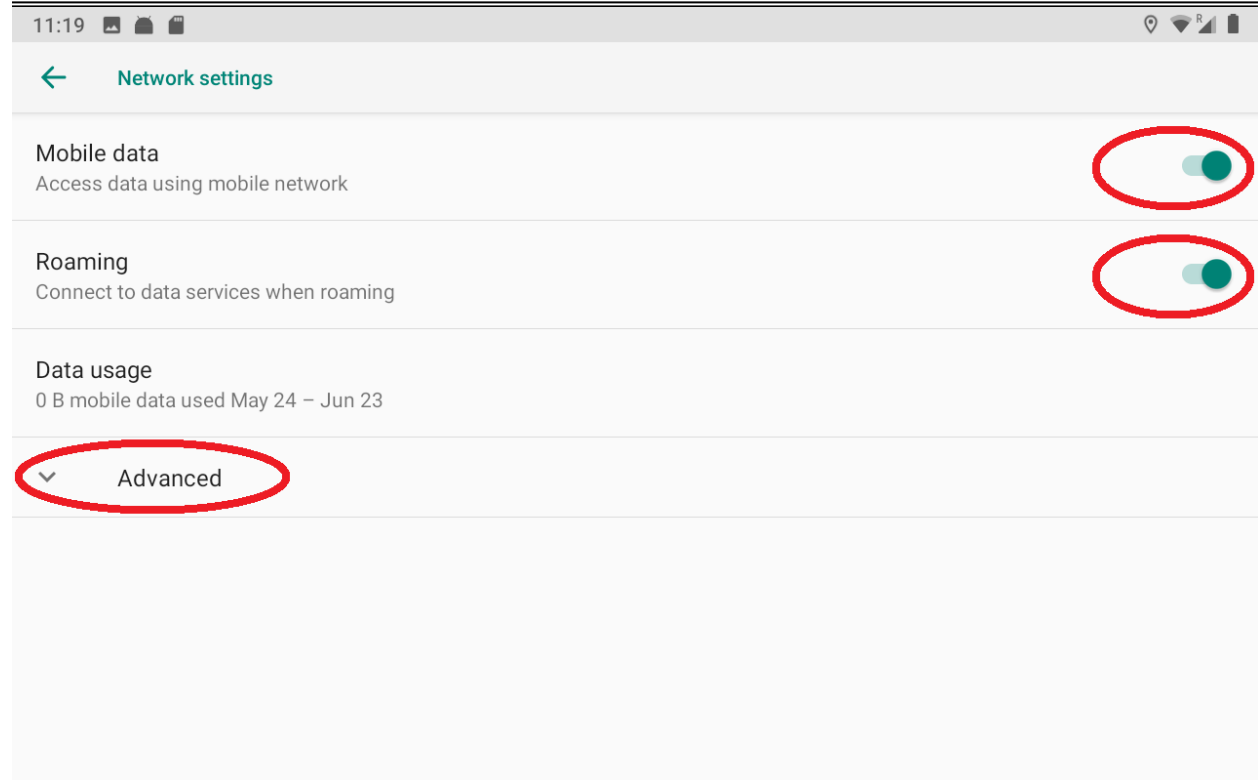 11:19
R
Network settings
Mobile data
Access data using mobile network
Roaming
Connect to data services when roaming
Data usage
0 B mobile data used May 24 – Jun 23
Advanced